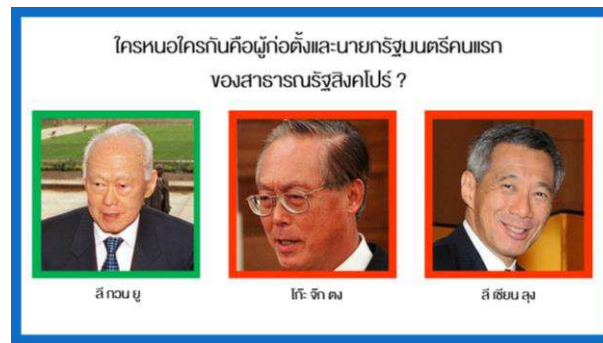 ใครหนอใครกันคือผู้ก่อตั้งและนายกรัฐมนตรีคนแรก
ของสาธารณรัฐสิงคโปร์ ?
ลี กวน ยู
โก๊ะ จ๊ก ตง
ลี เซียน ลุง